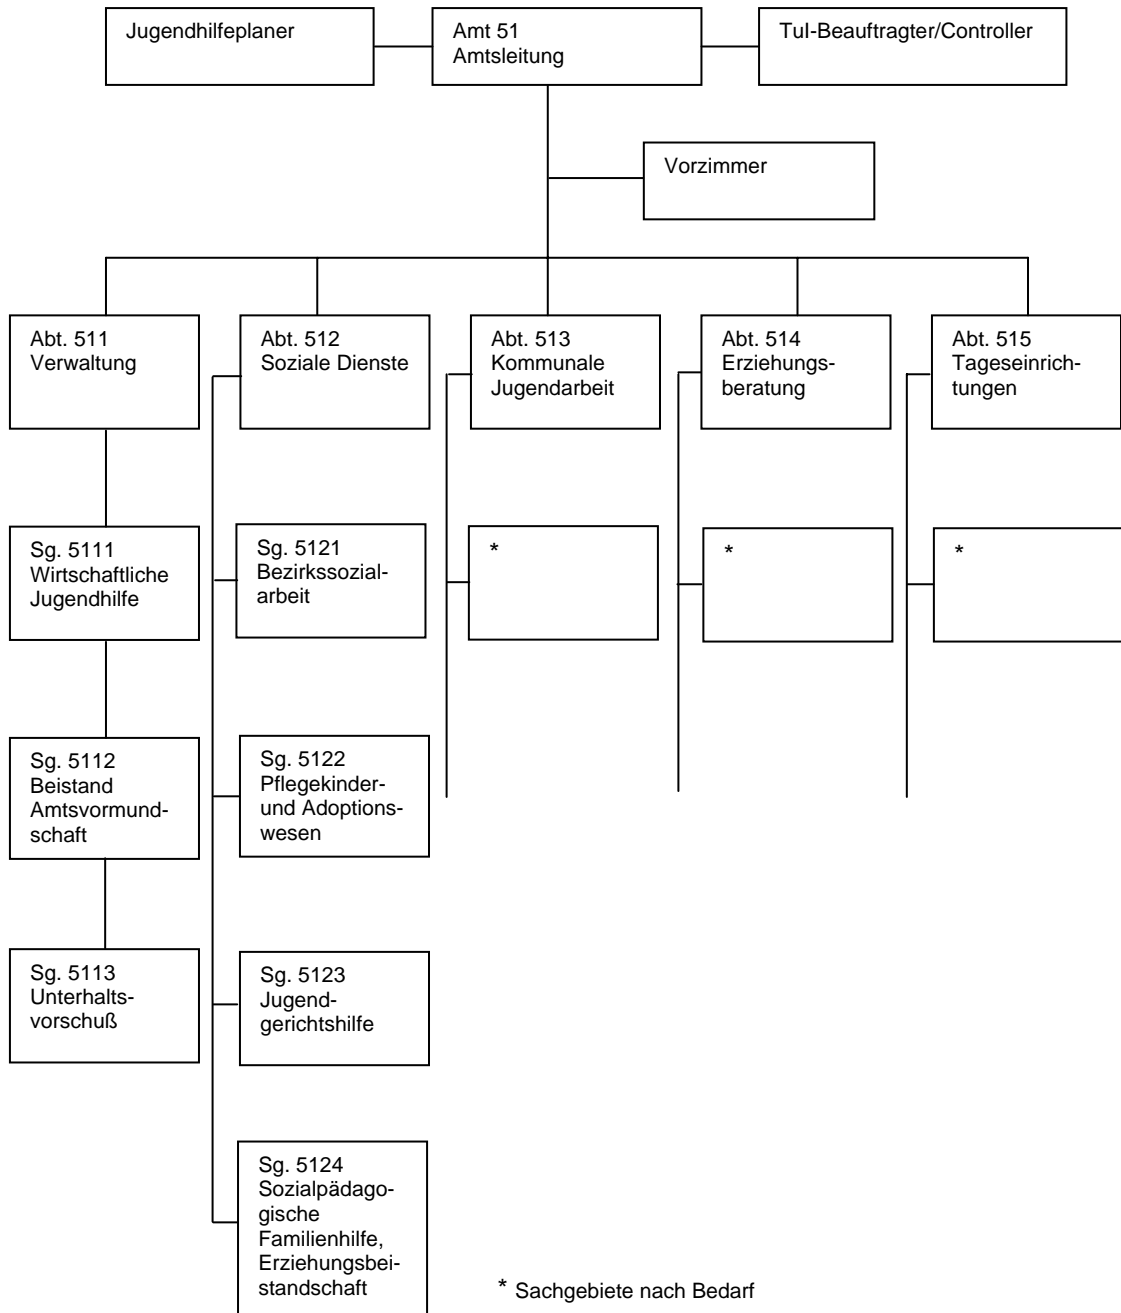 Jugendhilfeplaner
Amt 51
Amtsleitung
TuI-Beauftragter/Controller
Vorzimmer
Abt. 511
Verwaltung
Abt. 512
Soziale Dienste
Abt. 513
Kommunale
Jugendarbeit
Abt. 514
Erziehungs-
beratung
Abt. 515
Tageseinrich-
tungen
Sg. 5111
Wirtschaftliche
Jugendhilfe
Sg. 5121
Bezirkssozial-
arbeit
*
*
*
Sg. 5112
Beistand
Amtsvormund-
schaft
Sg. 5122
Pflegekinder-
und Adoptions-
wesen
Sg. 5113
Unterhalts-
vorschuß
Sg. 5123
Jugend-
gerichtshilfe
Sg. 5124
Sozialpädago-
gische
Familienhilfe,
Erziehungsbei-
standschaft
* Sachgebiete nach Bedarf